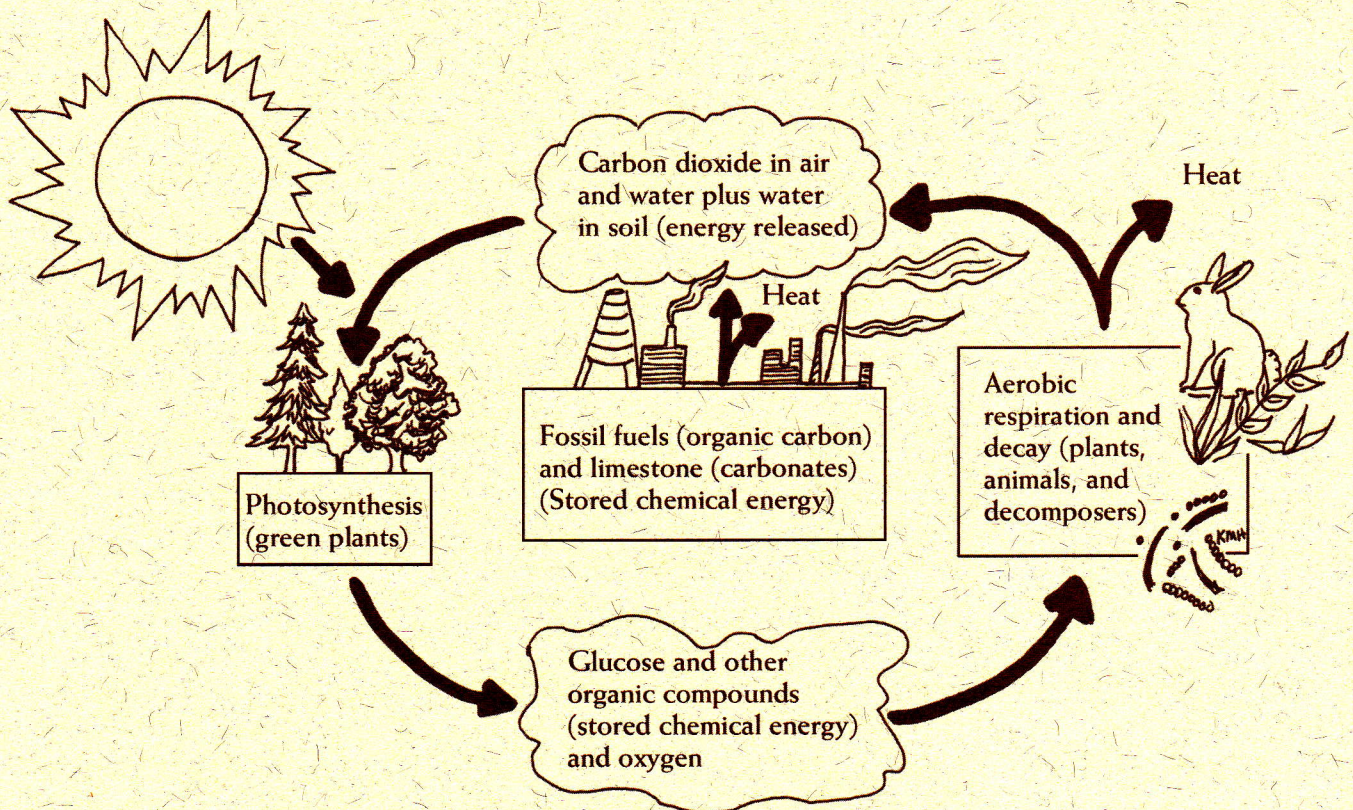 Carbon dioxide in air
and water plus water
in soil (energy released)
Heat
Heat
Photosynthesis
(green plants)
Fossil fuels (organic carbon)
and limestone (carbonates)
(Stored chemical energy)
Aerobic
respiration and
decay (plants,
animals, and
decomposers)
KMH
Glucose and other
organic compounds
(stored chemical energy)
and oxygen